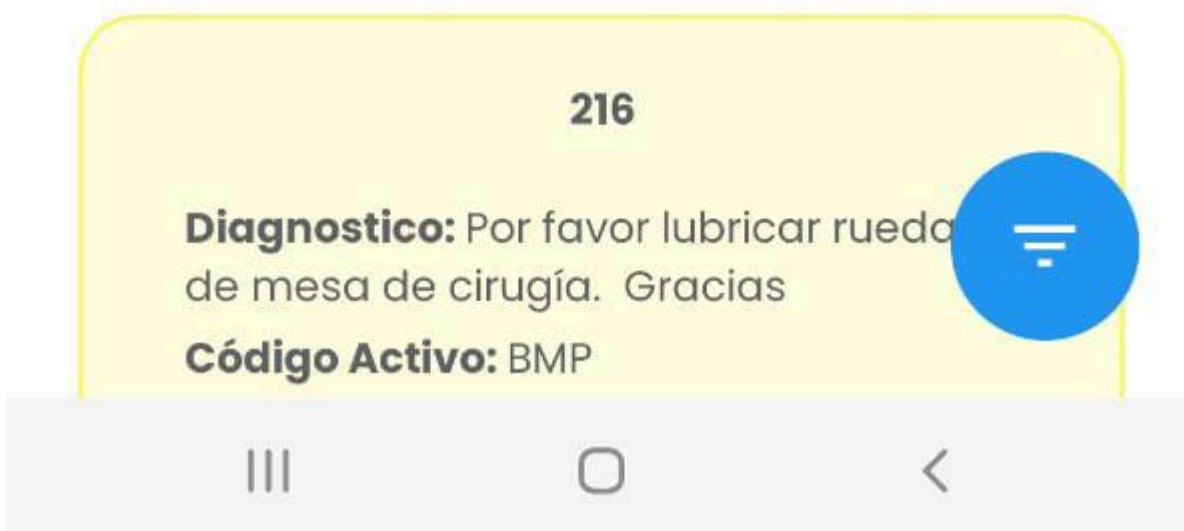 216
Diagnostico: Por favor lubricar rueda
de mesa de cirugía.  Gracias
Código Activo: BMP